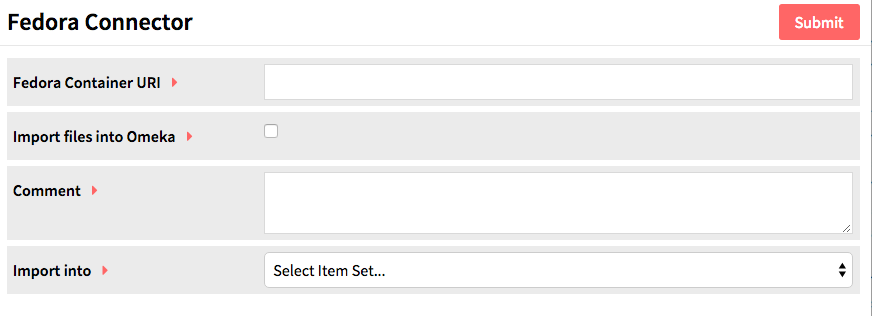 Fedora Connector
Submit
Fedora Container URI
Import files into Omeka
Comment
Import into
Select Item Set...